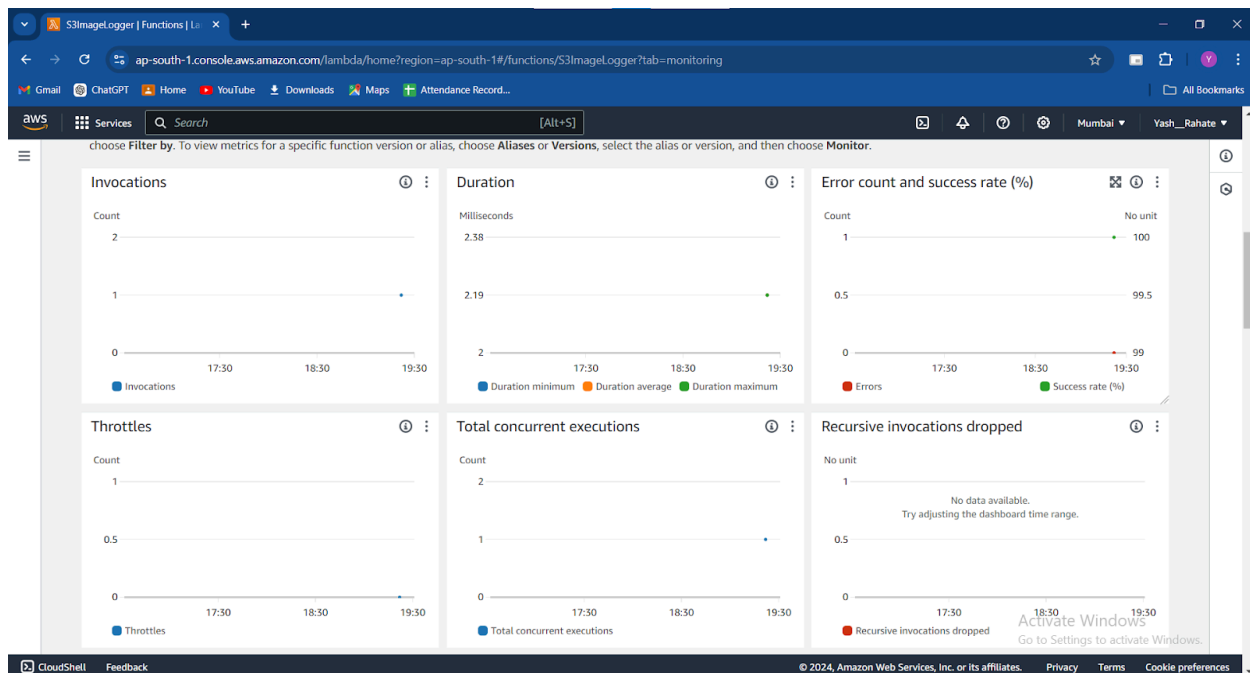 S3ImageLogger | Functions | La
ap-south-1.console.aws.amazon.com/lambda/home?region=ap-south-1#/functions/S3ImageLogger?tab=monitoring
Gmail ChatGPT Home YouTube Downloads Maps Attendance Record... All Bookmarks
aws Services Search [Alt+S] Mumbai Yash__Rahate
choose Filter by. To view metrics for a specific function version or alias, choose Aliases or Versions, select the alias or version, and then choose Monitor.
Invocations
Count
2
1
0
17:30 18:30 19:30
Invocations
Duration
Milliseconds
2.38
2.19
2
17:30 18:30 19:30
Duration minimum Duration average Duration maximum
Error count and success rate (%)
Count No unit
1 100
0.5 99.5
0 99
17:30 18:30 19:30
Errors Success rate (%)
Throttles
Count
1
0.5
0
17:30 18:30 19:30
Throttles
Total concurrent executions
Count
2
1
0
17:30 18:30 19:30
Total concurrent executions
Recursive invocations dropped
No unit
1
No data available.
Try adjusting the dashboard time range.
0.5
0
17:30 18:30 19:30
Recursive invocations dropped
Activate Windows
Go to Settings to activate Windows.
CloudShell Feedback © 2024, Amazon Web Services, Inc. or its affiliates. Privacy Terms Cookie preferences